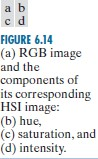 a b
c d
FIGURE 6.14
(a) RGB image
and the
components of
its corresponding
HSI image:
(b) hue,
(c) saturation, and
(d) intensity.